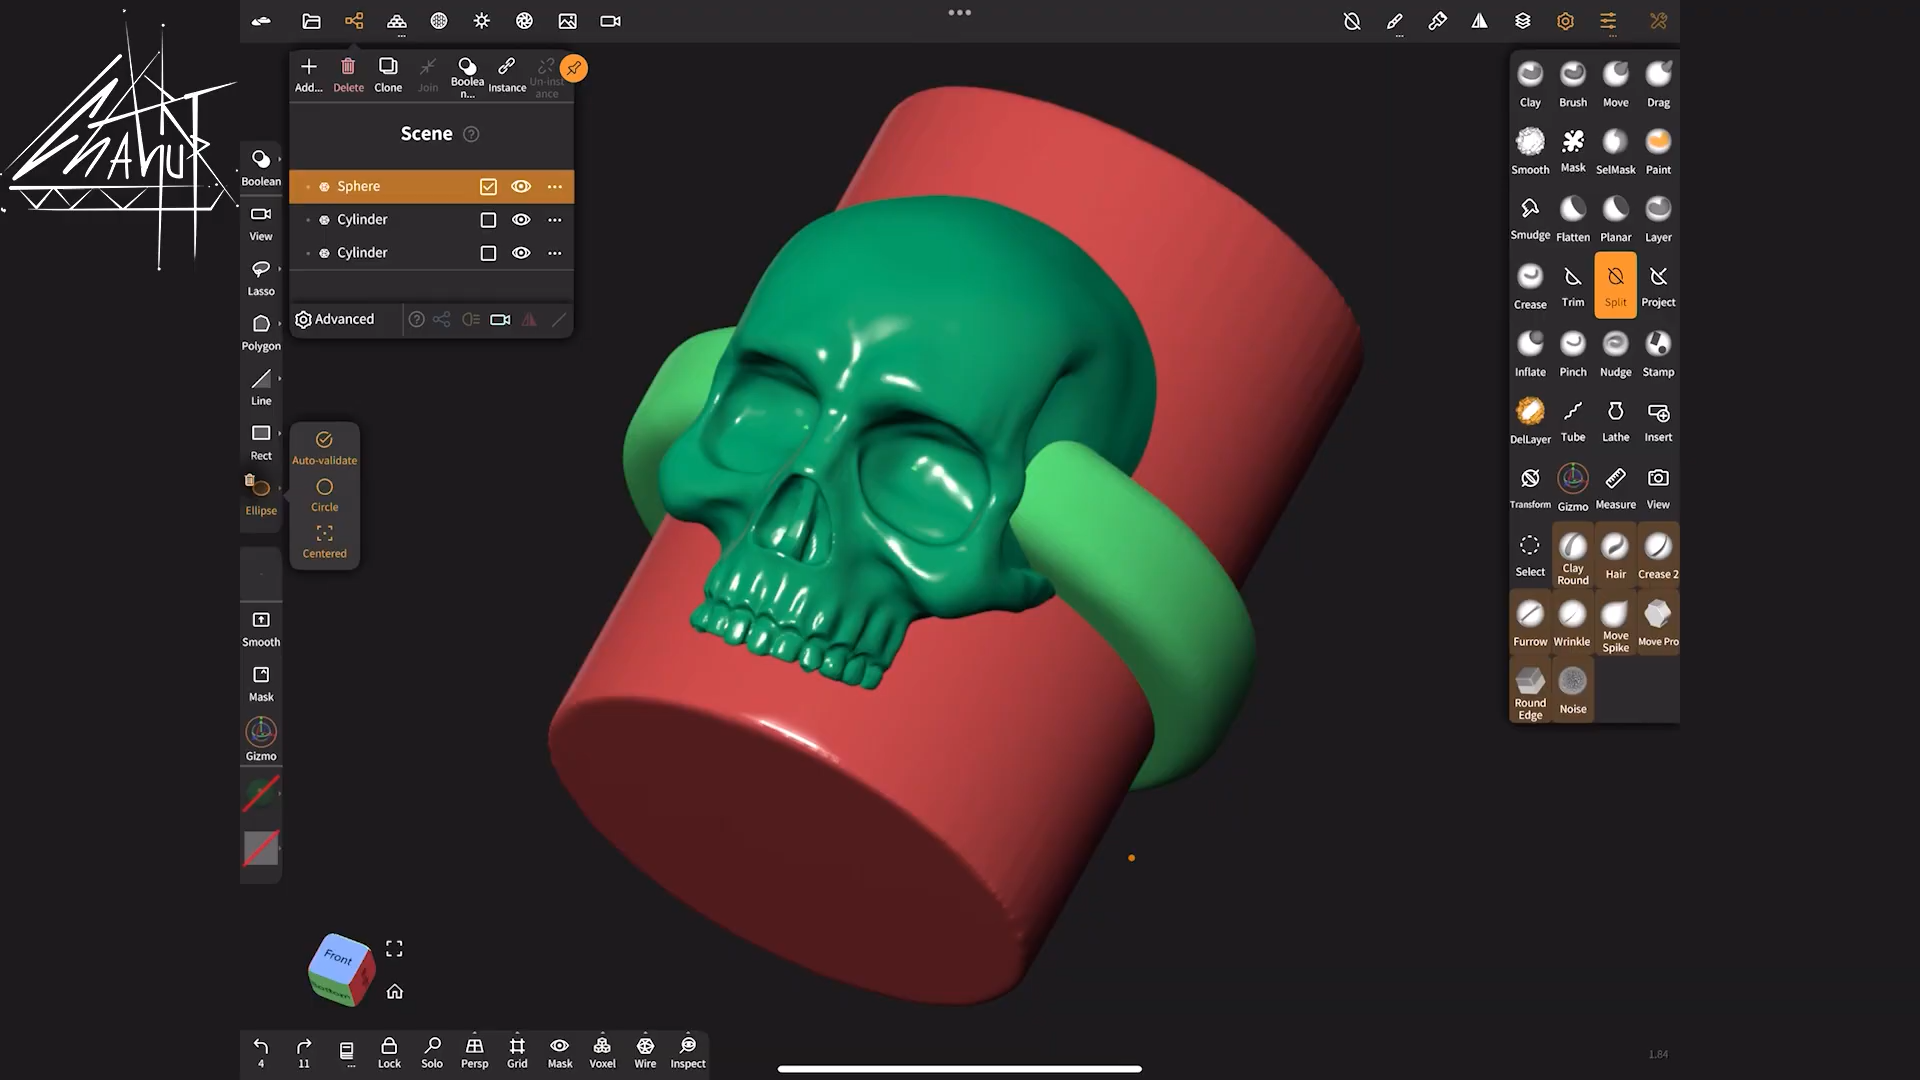 Add...
Delete
Clone
Join
Boolea
n...
Instance
Un-inst
ance
Scene
?
Sphere
Cylinder
Cylinder
Advanced
?
Boolean
View
Lasso
Polygon
Line
Rect
Ellipse
Auto-validate
Circle
Centered
Smooth
Mask
Gizmo
Clay
Brush
Move
Drag
Smooth
Mask
SelMask
Paint
Smudge
Flatten
Planar
Layer
Crease
Trim
Split
Project
Inflate
Pinch
Nudge
Stamp
DelLayer
Tube
Lathe
Insert
Transform
Gizmo
Measure
View
Select
Clay
Round
Hair
Crease 2
Furrow
Wrinkle
Move
Spike
Move Pro
Round
Edge
Noise
Front
4
11
...
Lock
Solo
Persp
Grid
Mask
Voxel
Wire
Inspect
1.84